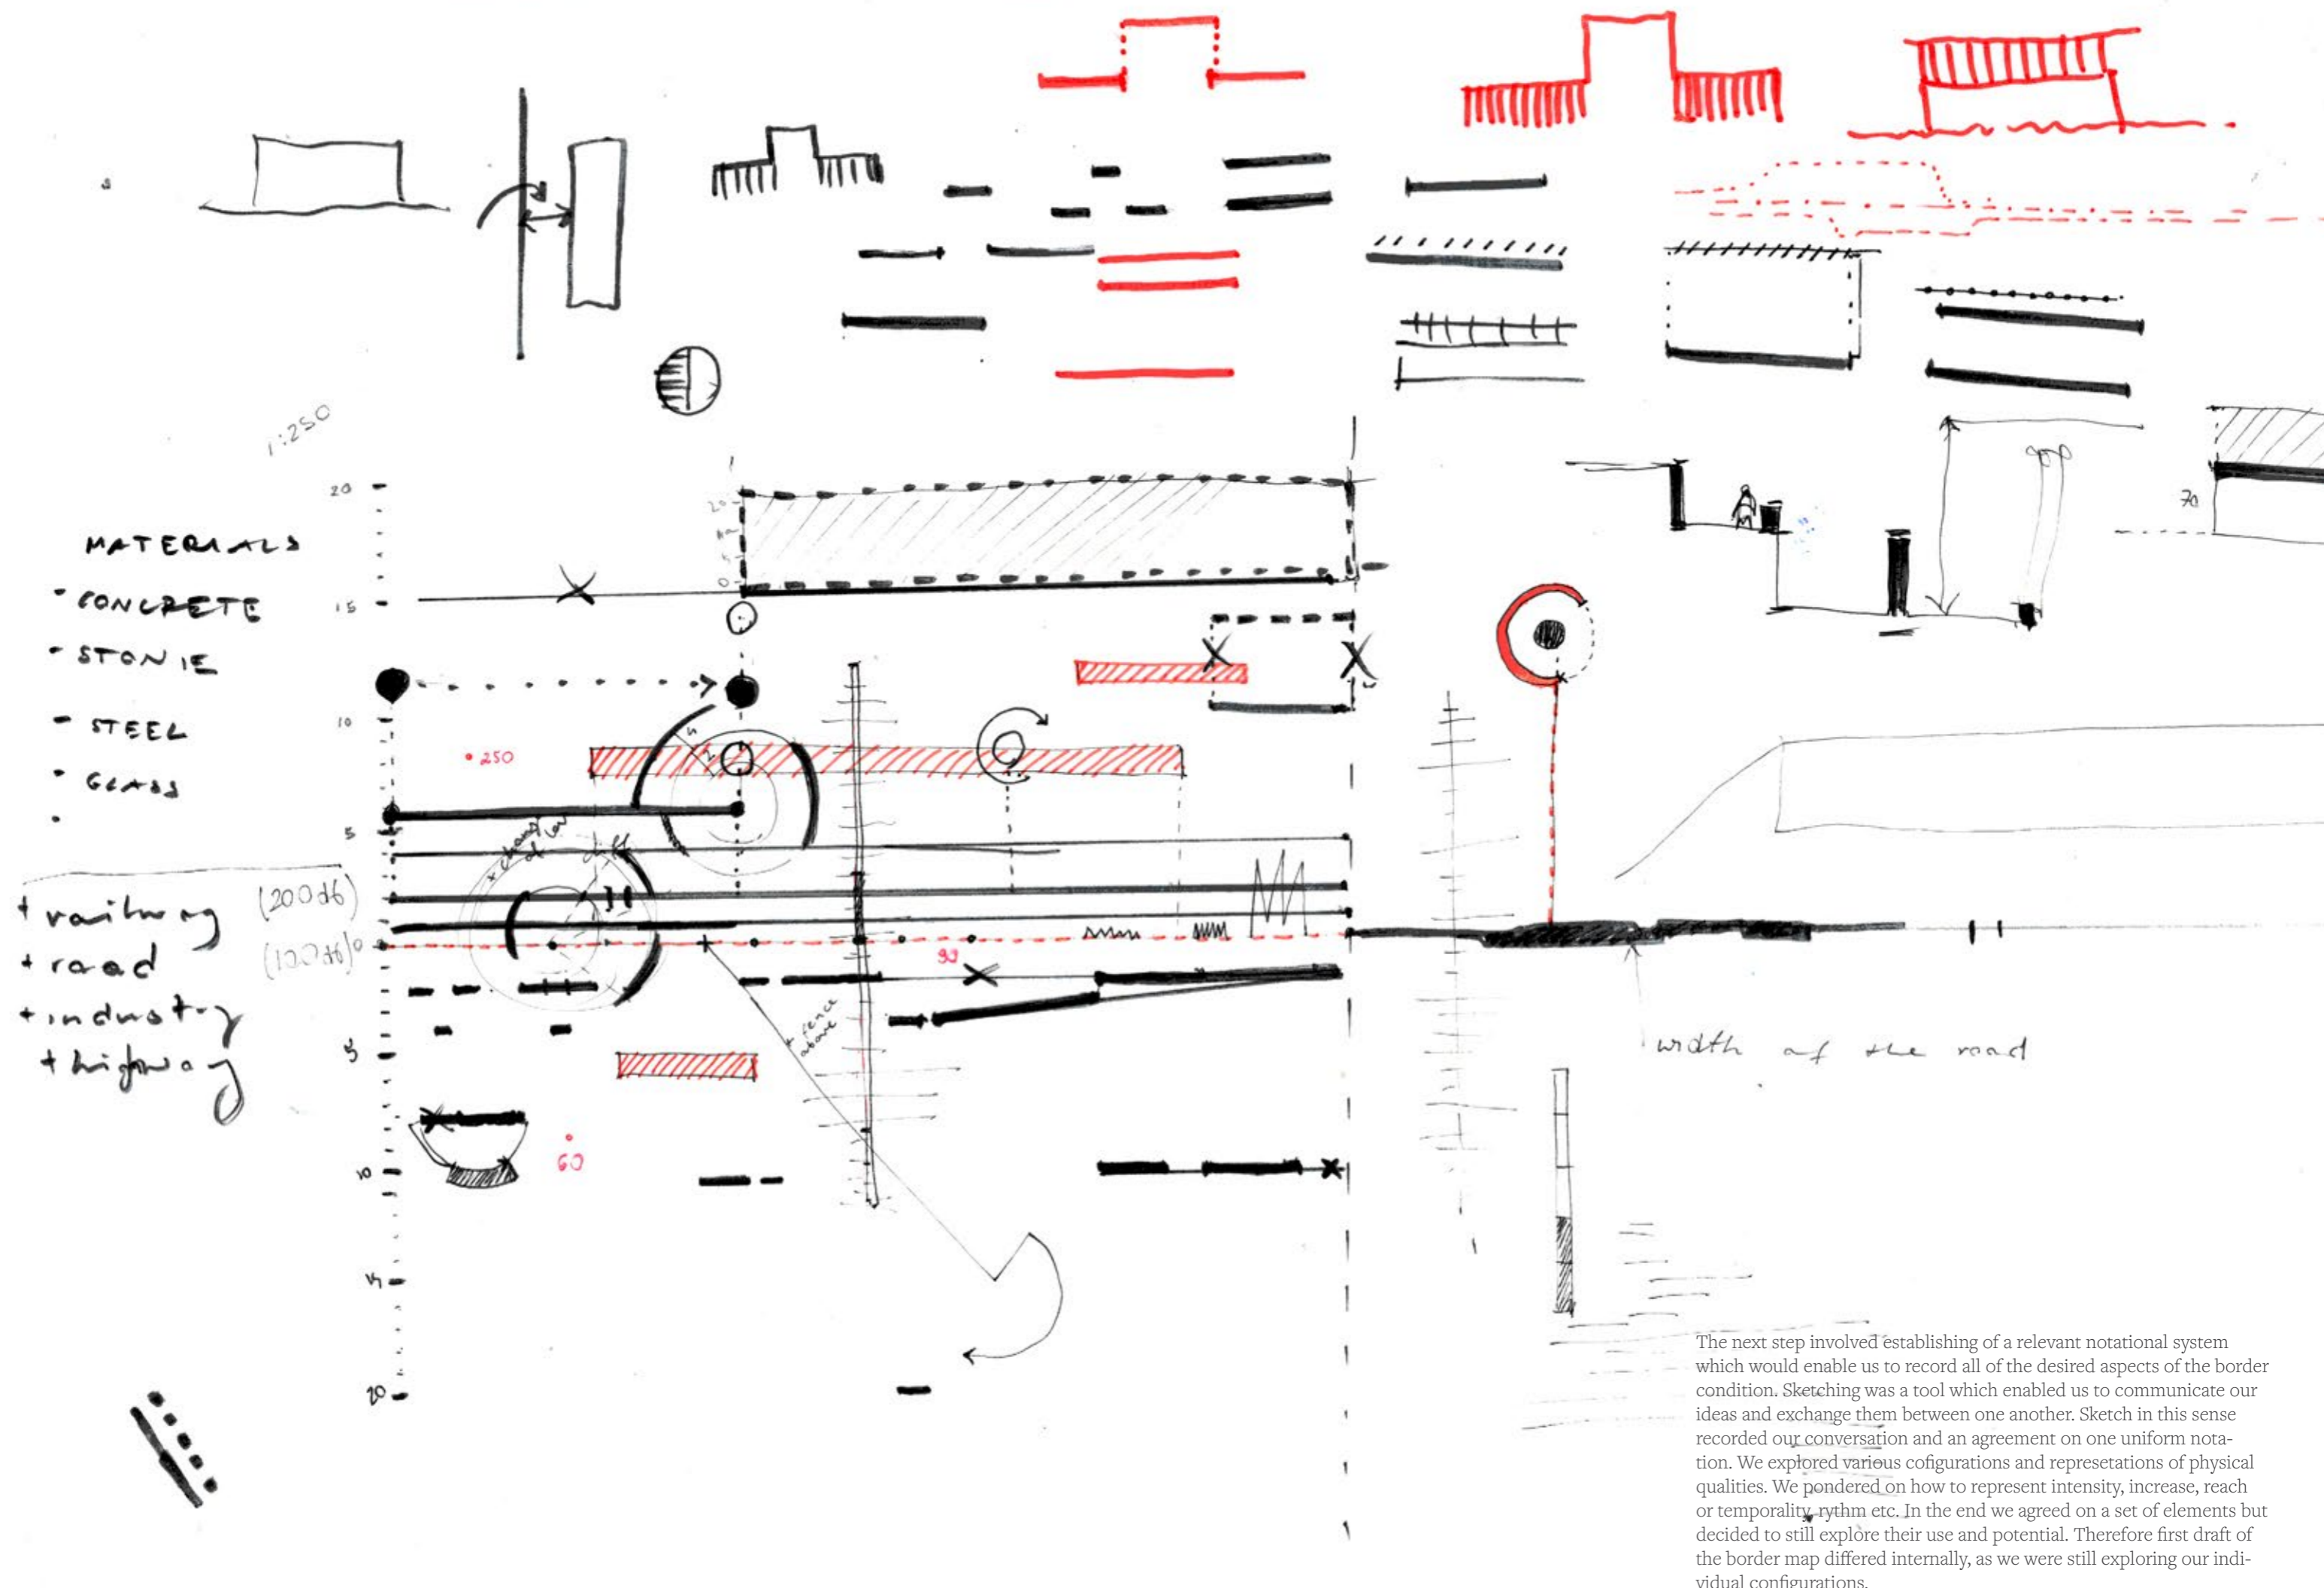 1:250
20
MATERIALS
- CONCRETE
15
- STONE
10
- STEEL
250
- GLASS
5
+ railway (200db)
+ road (100db)
0
+ industry
+ highway
90
+ fence
above
5
60
10
15
20
70
width of the road
The next step involved establishing of a relevant notational system
which would enable us to record all of the desired aspects of the border
condition. Sketching was a tool which enabled us to communicate our
ideas and exchange them between one another. Sketch in this sense
recorded our conversation and an agreement on one uniform nota-
tion. We explored various cofigurations and represetations of physical
qualities. We pondered on how to represent intensity, increase, reach
or temporality, rythm etc. In the end we agreed on a set of elements but
decided to still explore their use and potential. Therefore first draft of
the border map differed internally, as we were still exploring our indi-
vidual configurations.